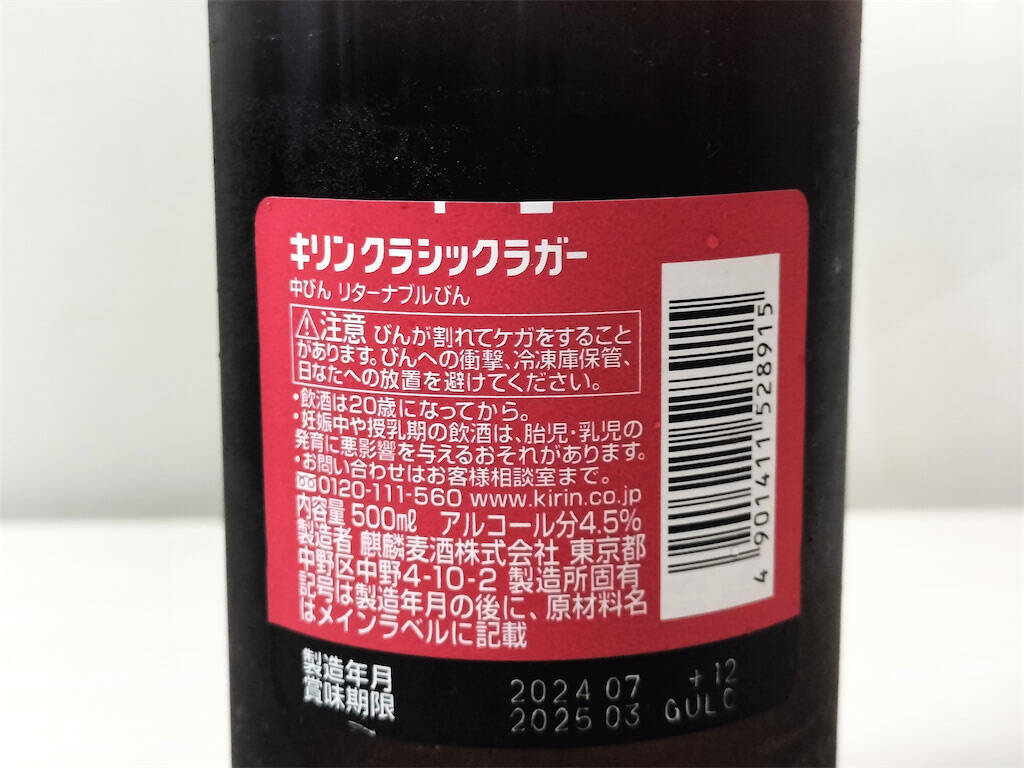 キリンクラシックラガー
中びん リターナブルびん
⚠注意 びんが割れてケガをすること
があります。びんへの衝撃、冷凍庫保管、
日なたへの放置を避けてください。
・飲酒は20歳になってから。
・妊娠中や授乳期の飲酒は、胎児・乳児の
発育に悪影響を与えるおそれがあります。
・お問い合わせはお客様相談室まで。
0120-111-560 www.kirin.co.jp
内容量 500㎖ アルコール分4.5%
製造者 麒麟麦酒株式会社 東京都
中野区中野4-10-2 製造所固有
記号は製造年月の後に、原材料名
はメインラベルに記載
4 901411 528915
製造年月 2024 07 +12
賞味期限 2025 03 GULC